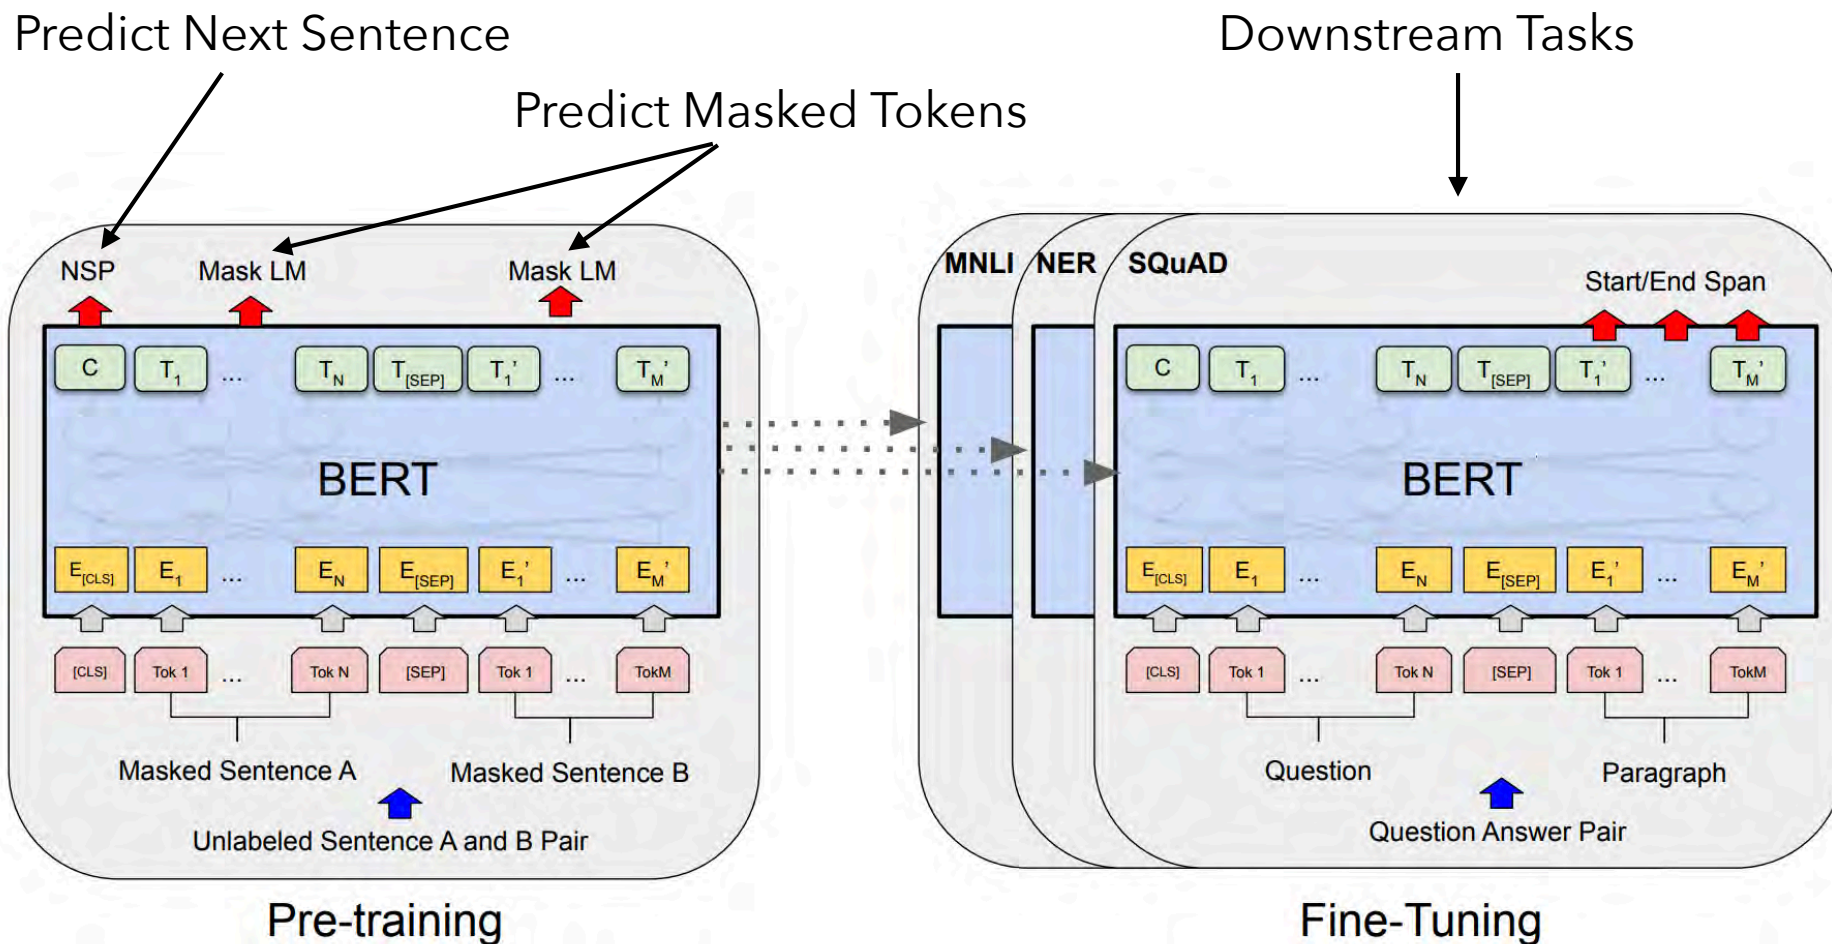 Predict Next Sentence
Downstream Tasks
Predict Masked Tokens
NSP Mask LM Mask LM
MNLI NER SQuAD
Start/End Span
C T1 ... TN T[SEP] T1' ... TM'
C T1 ... TN T[SEP] T1' ... TM'
BERT
BERT
E[CLS] E1 ... EN E[SEP] E1' ... EM'
E[CLS] E1 ... EN E[SEP] E1' ... EM'
[CLS] Tok 1 ... Tok N [SEP] Tok 1 ... TokM
[CLS] Tok 1 ... Tok N [SEP] Tok 1 ... TokM
Masked Sentence A Masked Sentence B
Question Paragraph
Unlabeled Sentence A and B Pair
Question Answer Pair
Pre-training
Fine-Tuning